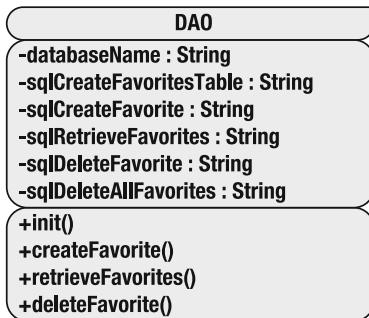 DAO
-databaseName : String
-sqlCreateFavoritesTable : String
-sqlCreateFavorite : String
-sqlRetrieveFavorites : String
-sqlDeleteFavorite : String
-sqlDeleteAllFavorites : String
+init()
+createFavorite()
+retrieveFavorites()
+deleteFavorite()